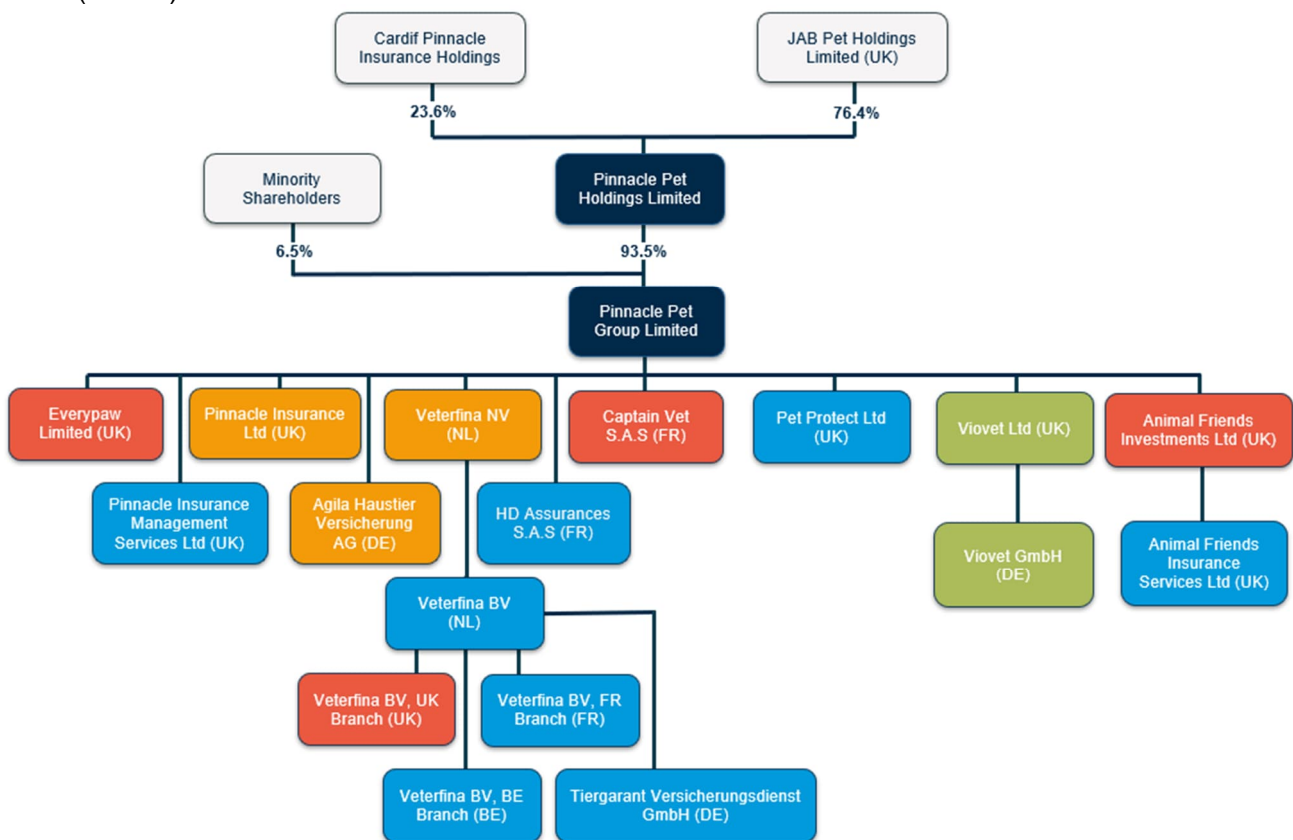 Cardif Pinnacle
Insurance Holdings
JAB Pet Holdings
Limited (UK)
23.6%
76.4%
Minority
Shareholders
Pinnacle Pet
Holdings Limited
6.5%
93.5%
Pinnacle Pet
Group Limited
Everypaw
Limited (UK)
Pinnacle Insurance
Ltd (UK)
Veterfina NV
(NL)
Captain Vet
S.A.S (FR)
Pet Protect Ltd
(UK)
Viovet Ltd (UK)
Animal Friends
Investments Ltd (UK)
Pinnacle Insurance
Management
Services Ltd (UK)
Agila Haustier
Versicherung
AG (DE)
HD Assurances
S.A.S (FR)
Viovet GmbH
(DE)
Animal Friends
Insurance
Services Ltd (UK)
Veterfina BV
(NL)
Veterfina BV, UK
Branch (UK)
Veterfina BV, FR
Branch (FR)
Veterfina BV, BE
Branch (BE)
Tiergarant Versicherungsdienst
GmbH (DE)